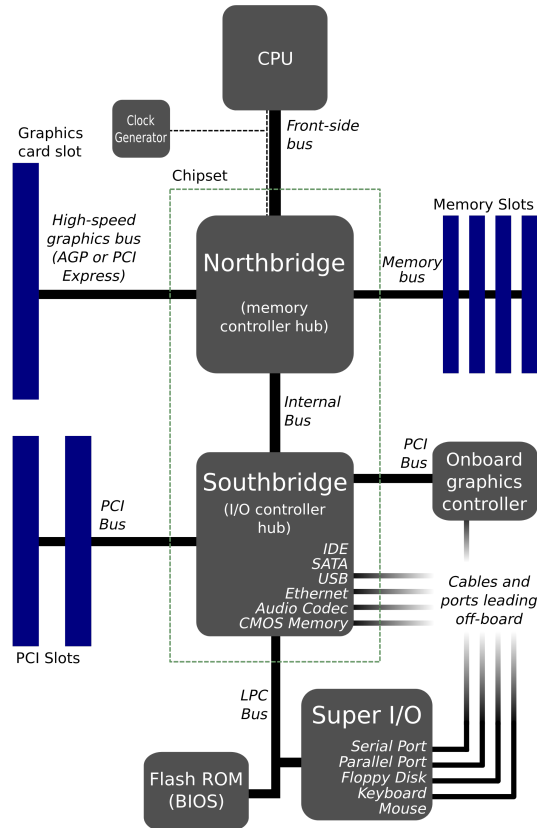 CPU
Clock
Generator
Front-side
bus
Graphics
card slot
Chipset
High-speed
graphics bus
(AGP or PCI
Express)
Northbridge
(memory
controller hub)
Memory
bus
Memory Slots
Internal
Bus
PCI
Bus
Southbridge
(I/O controller
hub)
IDE
SATA
USB
Ethernet
Audio Codec
CMOS Memory
PCI
Bus
Onboard
graphics
controller
Cables and
ports leading
off-board
PCI Slots
LPC
Bus
Super I/O
Serial Port
Parallel Port
Floppy Disk
Keyboard
Mouse
Flash ROM
(BIOS)